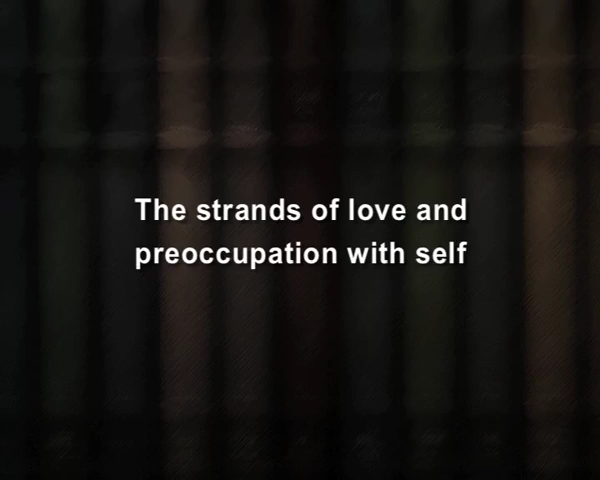 The strands of love and
preoccupation with self